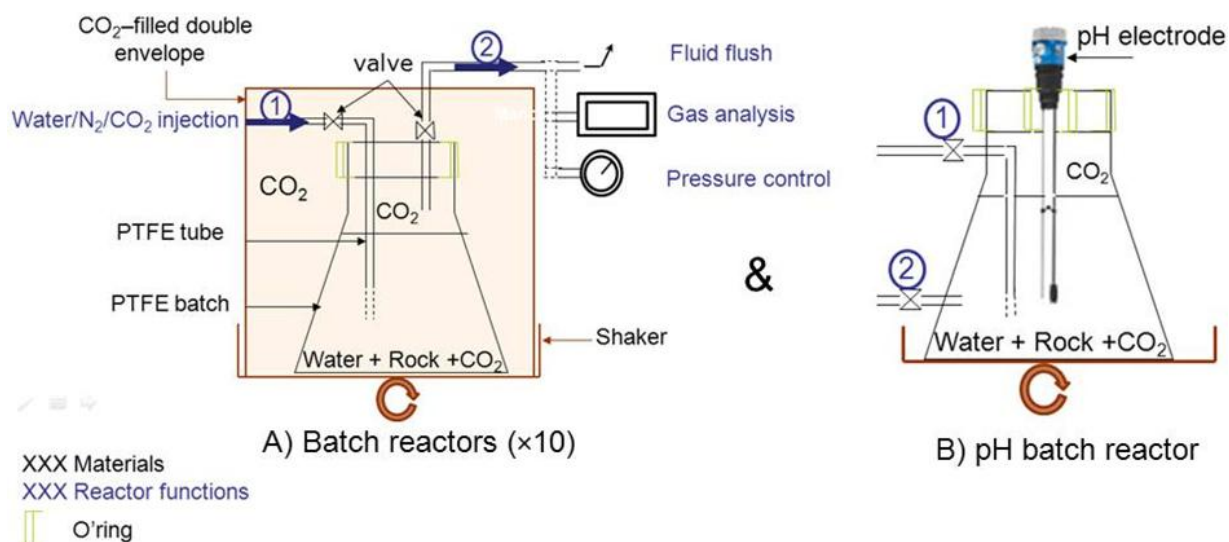 CO₂–filled double
envelope
valve
2
Fluid flush
pH electrode
1
Water/N₂/CO₂ injection
Gas analysis
1
CO₂
CO₂
Pressure control
CO₂
PTFE tube
&
2
PTFE batch
Shaker
Water + Rock +CO₂
Water + Rock +CO₂
A) Batch reactors (×10)
B) pH batch reactor
XXX Materials
XXX Reactor functions
O'ring